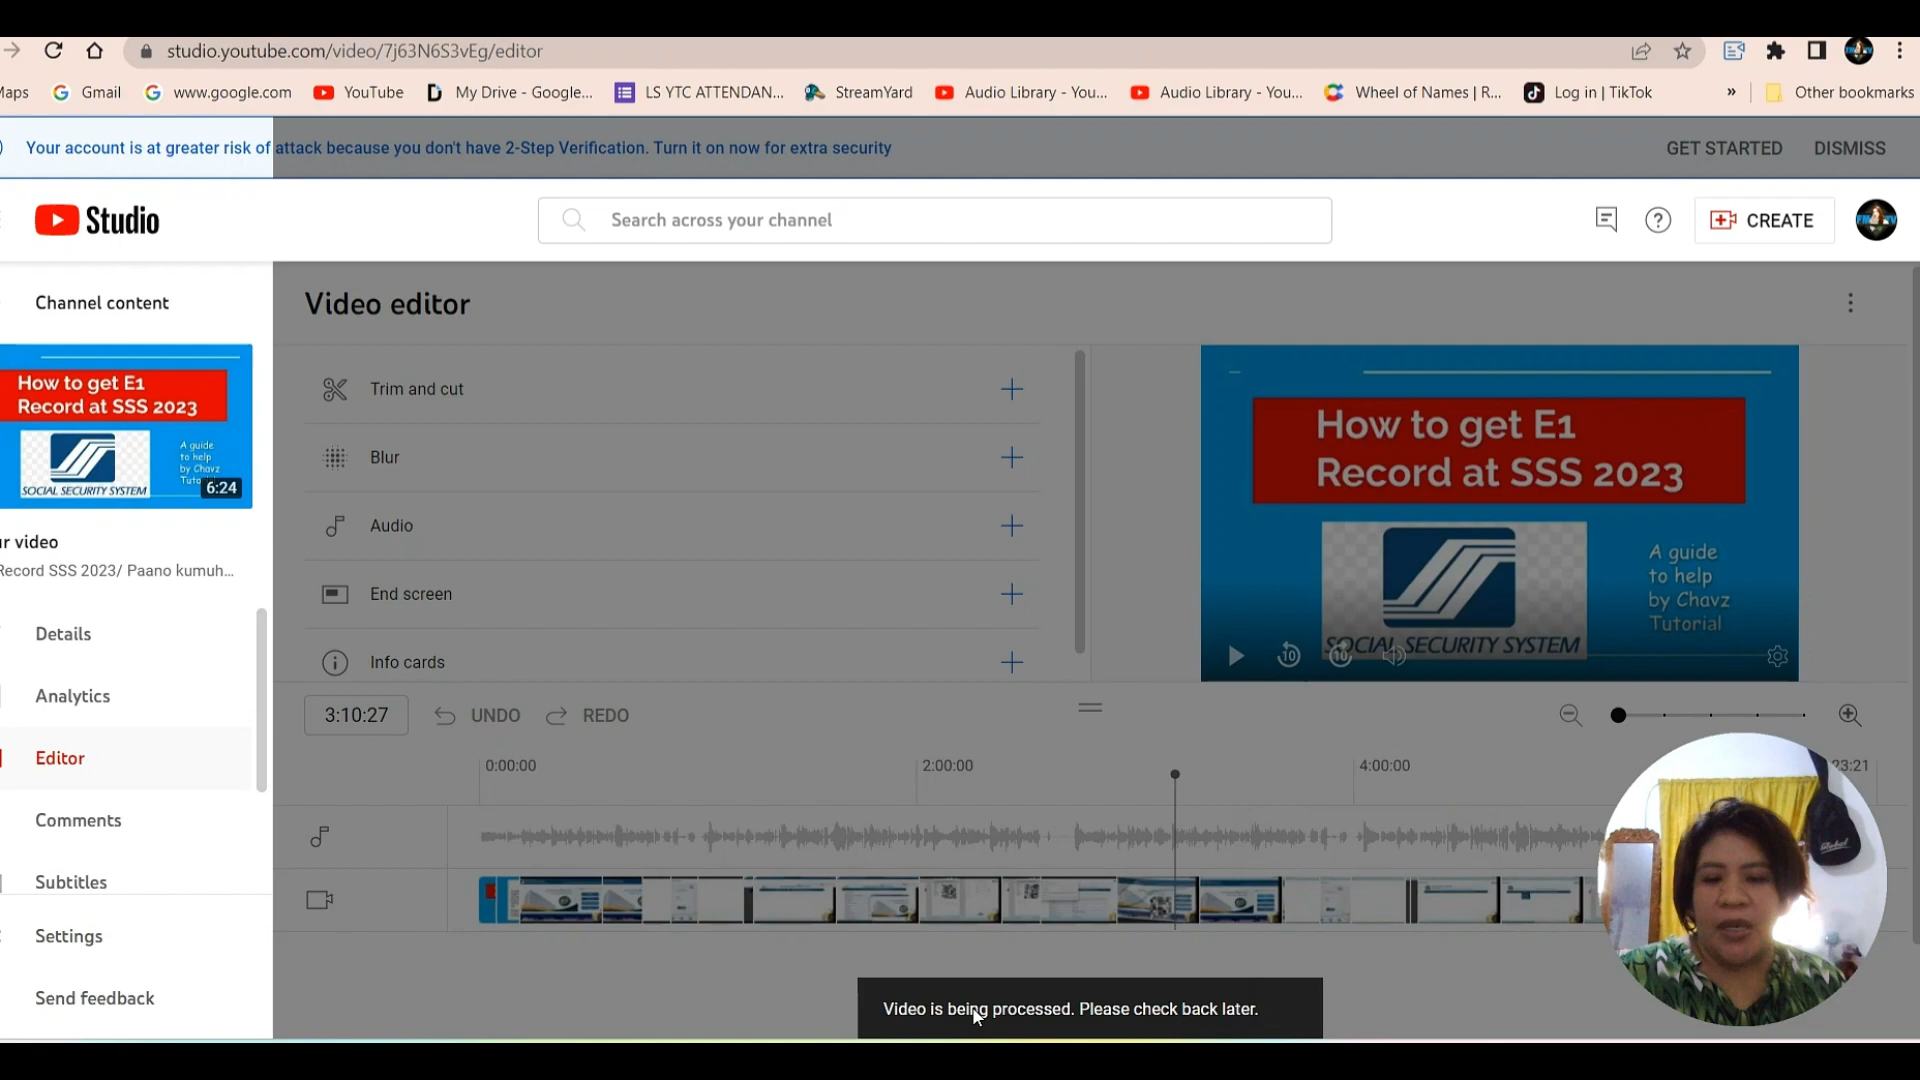 studio.youtube.com/video/7j63N6S3vEg/editor
Maps
Gmail
www.google.com
YouTube
My Drive - Google...
LS YTC ATTENDAN...
StreamYard
Audio Library - You...
Audio Library - You...
Wheel of Names | R...
Log in | TikTok
»
Other bookmarks
Your account is at greater risk of attack because you don't have 2-Step Verification. Turn it on now for extra security
GET STARTED
DISMISS
Studio
Search across your channel
CREATE
Channel content
Video editor
How to get E1
Record at SSS 2023
A guide
to help
by Chavz
SOCIAL SECURITY SYSTEM
6:24
r video
Record SSS 2023/ Paano kumuh...
Details
Analytics
Editor
Comments
Subtitles
Settings
Send feedback
Trim and cut
Blur
Audio
End screen
Info cards
How to get E1
Record at SSS 2023
A guide
to help
by Chavz
Tutorial
SOCIAL SECURITY SYSTEM
10
10
3:10:27
UNDO
REDO
0:00:00
2:00:00
4:00:00
23:21
Video is being processed. Please check back later.